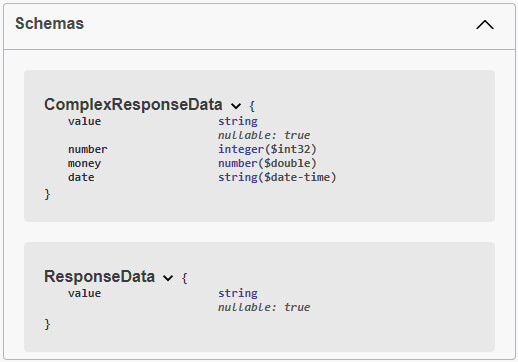 Schemas
ComplexResponseData {
value string
nullable: true
number integer($int32)
money number($double)
date string($date-time)
}
ResponseData {
value string
nullable: true
}